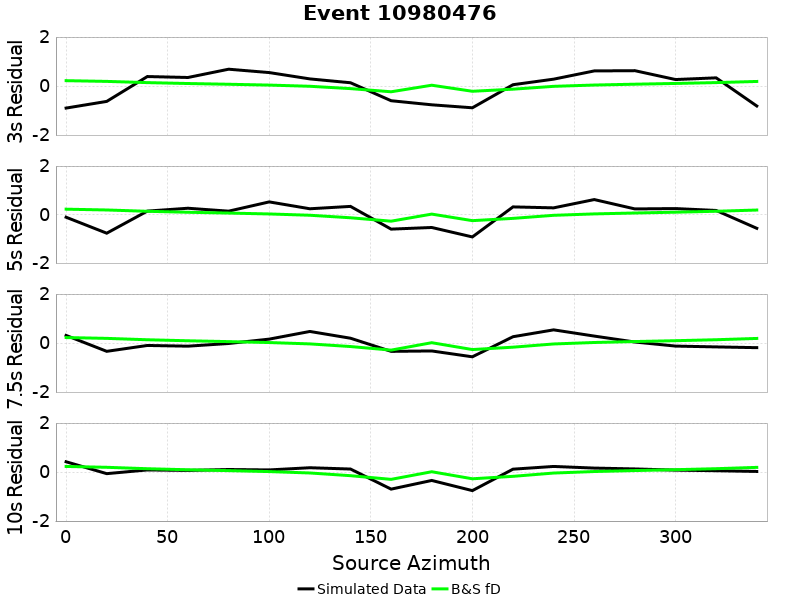 Event 10980476
3s Residual
2
0
-2
5s Residual
2
0
-2
7.5s Residual
2
0
-2
10s Residual
2
0
-2
0 50 100 150 200 250 300
Source Azimuth
Simulated Data B&S fD